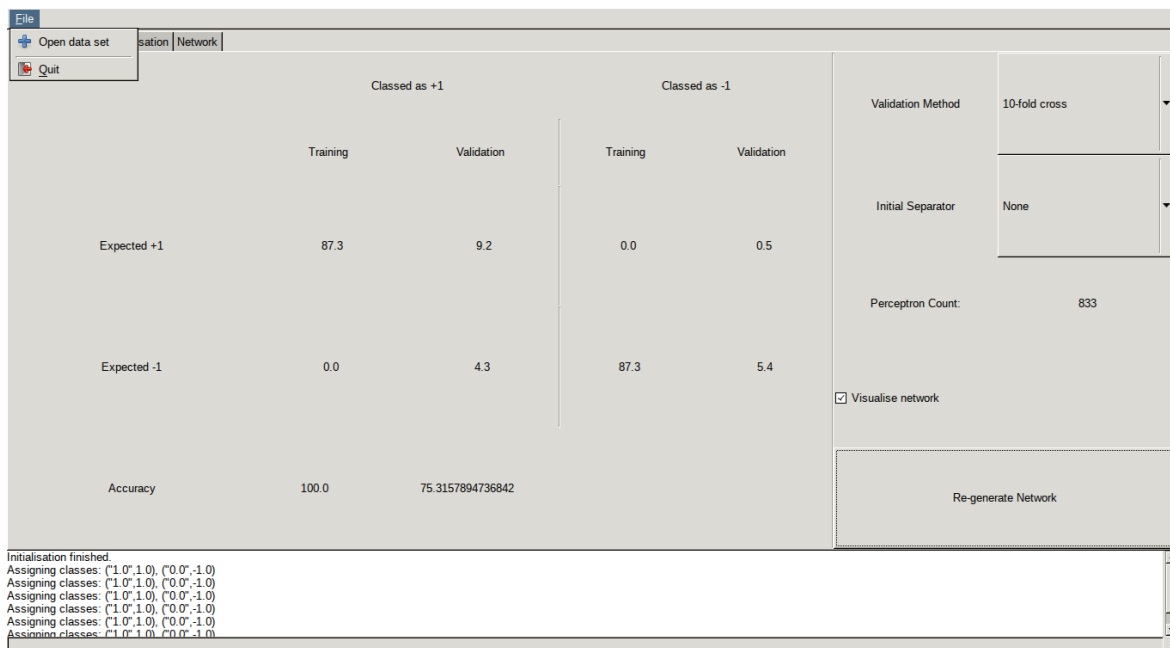 File
Open data set
sation Network
Quit
Classed as +1 Classed as -1
Validation Method 10-fold cross
Training Validation Training Validation
Initial Separator None
Expected +1 87.3 9.2 0.0 0.5
Perceptron Count: 833
Expected -1 0.0 4.3 87.3 5.4
Visualise network
Accuracy 100.0 75.3157894736842
Re-generate Network
Initialisation finished.
Assigning classes: ("1.0",1.0), ("0.0",-1.0)
Assigning classes: ("1.0",1.0), ("0.0",-1.0)
Assigning classes: ("1.0",1.0), ("0.0",-1.0)
Assigning classes: ("1.0",1.0), ("0.0",-1.0)
Assigning classes: ("1.0",1.0), ("0.0",-1.0)
Assigning classes: ("1.0",1.0), ("0.0",-1.0)